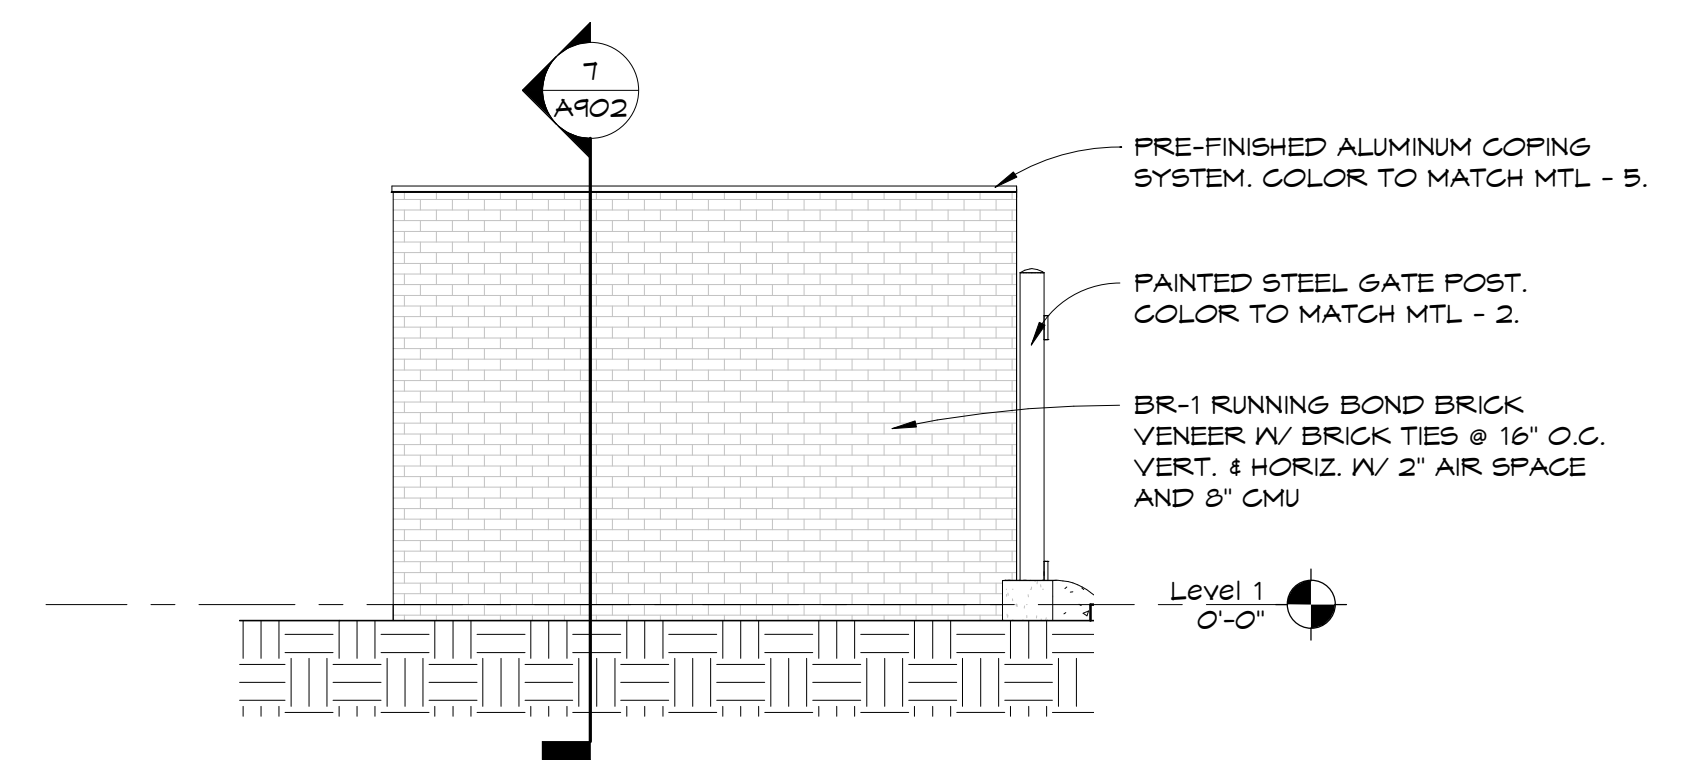 7
A902
PRE-FINISHED ALUMINUM COPING
SYSTEM. COLOR TO MATCH MTL - 5.
PAINTED STEEL GATE POST.
COLOR TO MATCH MTL - 2.
BR-1 RUNNING BOND BRICK
VENEER W/ BRICK TIES @ 16" O.C.
VERT. & HORIZ. W/ 2" AIR SPACE
AND 8" CMU
Level 1
0'-0"